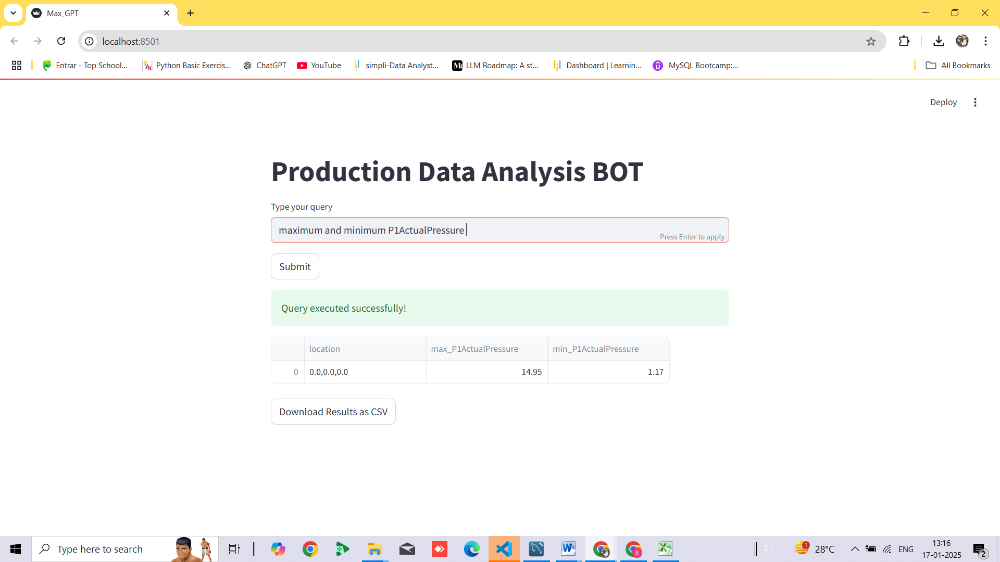 Max_GPT
localhost:8501
Entrar - Top School...
Python Basic Exercis...
ChatGPT
YouTube
simpli-Data Analyst...
LLM Roadmap: A st...
Dashboard | Learnin...
MySQL Bootcamp:...
All Bookmarks
Deploy
Production Data Analysis BOT
Type your query
maximum and minimum P1ActualPressure
Press Enter to apply
Submit
Query executed successfully!
location max_P1ActualPressure min_P1ActualPressure
0 0.0,0.0,0.0 14.95 1.17
Download Results as CSV
Type here to search
EN
1
28°C
ENG
13:16
17-01-2025
2